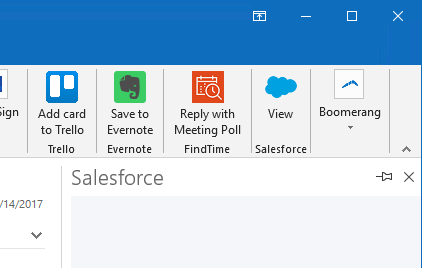 Sign
Add card
to Trello
Trello
Save to
Evernote
Evernote
Reply with
Meeting Poll
FindTime
View
Salesforce
Boomerang
Salesforce
/14/2017